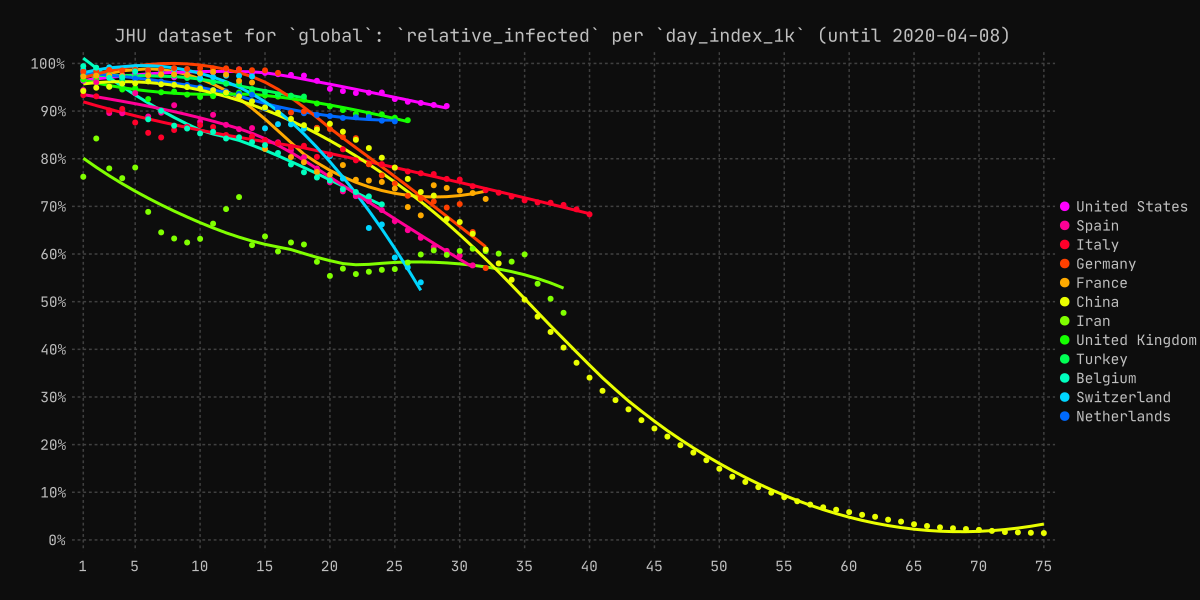 JHU dataset for `global`: `relative_infected` per `day_index_1k` (until 2020-04-08)
100%
90%
80%
70%
60%
50%
40%
30%
20%
10%
0%
1 5 10 15 20 25 30 35 40 45 50 55 60 65 70 75
United States
Spain
Italy
Germany
France
China
Iran
United Kingdom
Turkey
Belgium
Switzerland
Netherlands